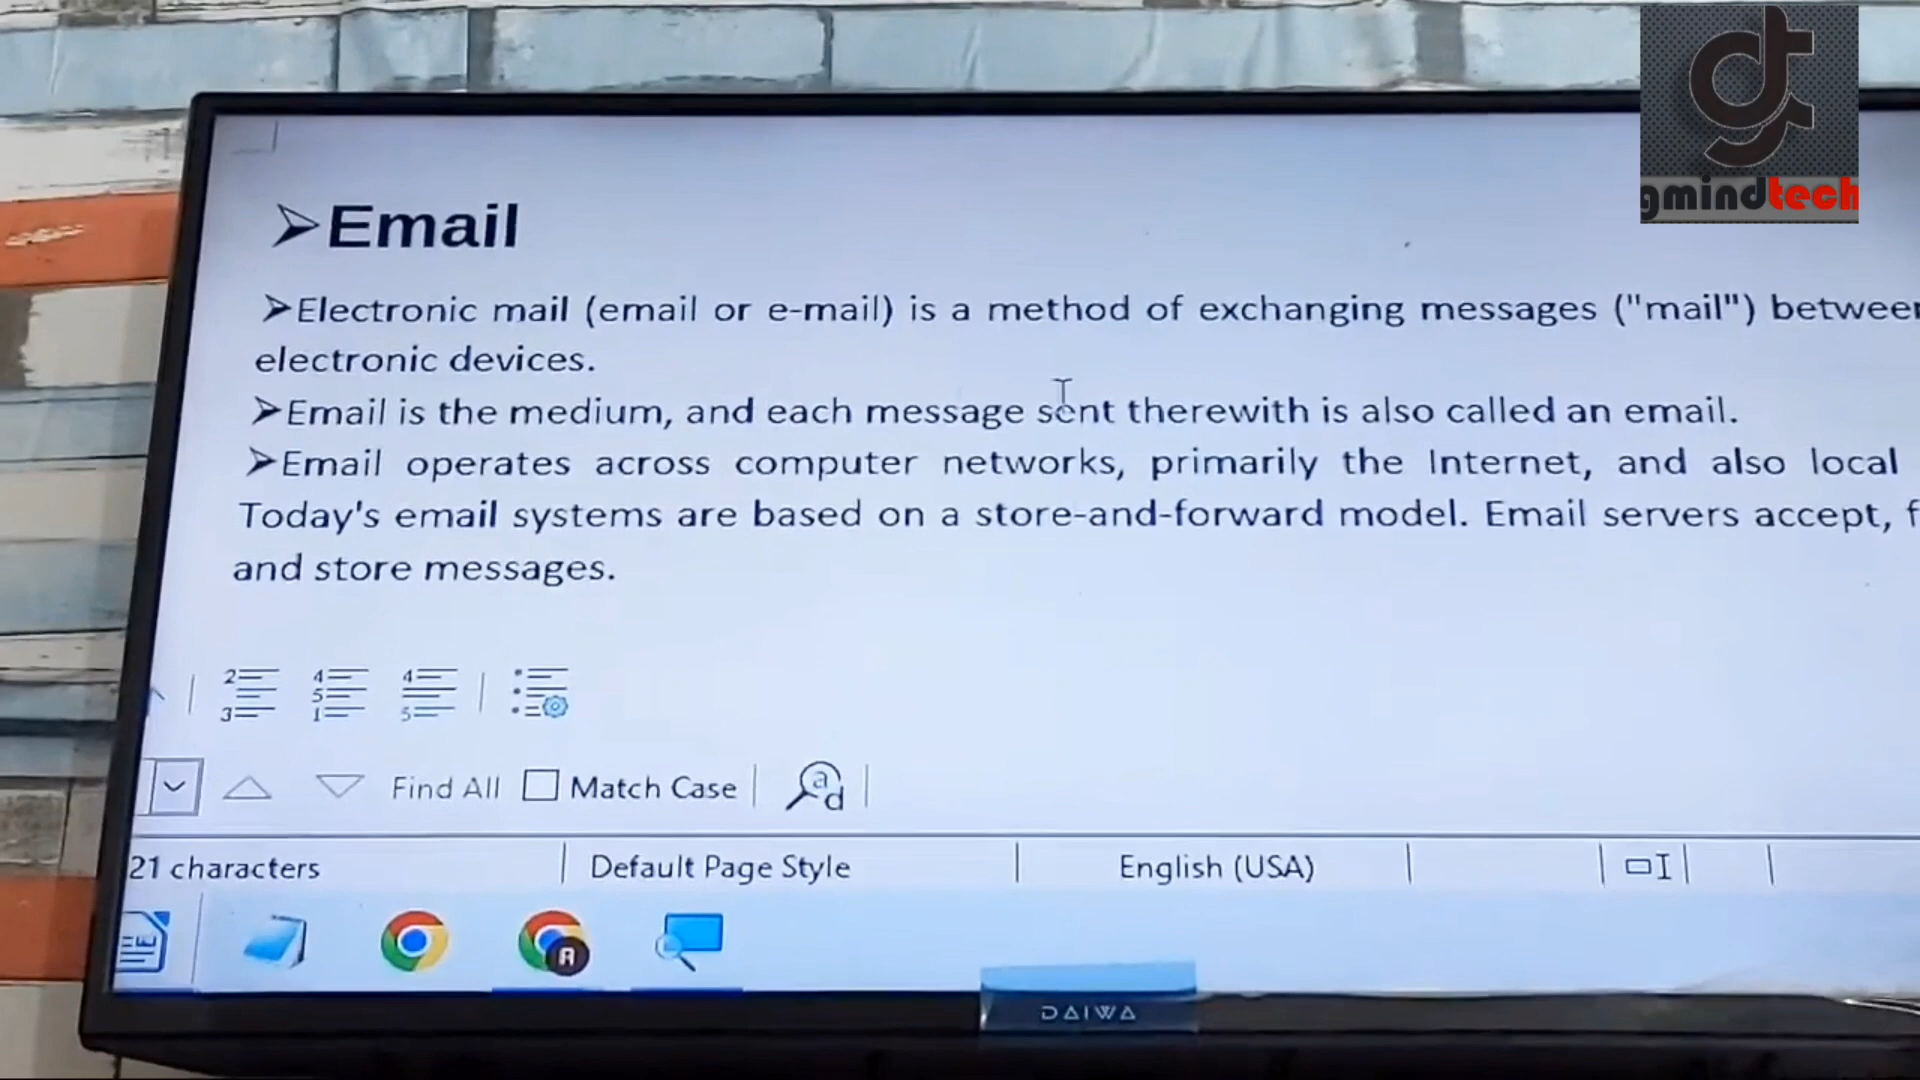 gmindtech
➢Email
➢Electronic mail (email or e-mail) is a method of exchanging messages ("mail") between
electronic devices.
➢Email is the medium, and each message sent therewith is also called an email.
➢Email operates across computer networks, primarily the Internet, and also local
Today's email systems are based on a store-and-forward model. Email servers accept,
and store messages.
Find All Match Case
21 characters Default Page Style English (USA)
DAIWA